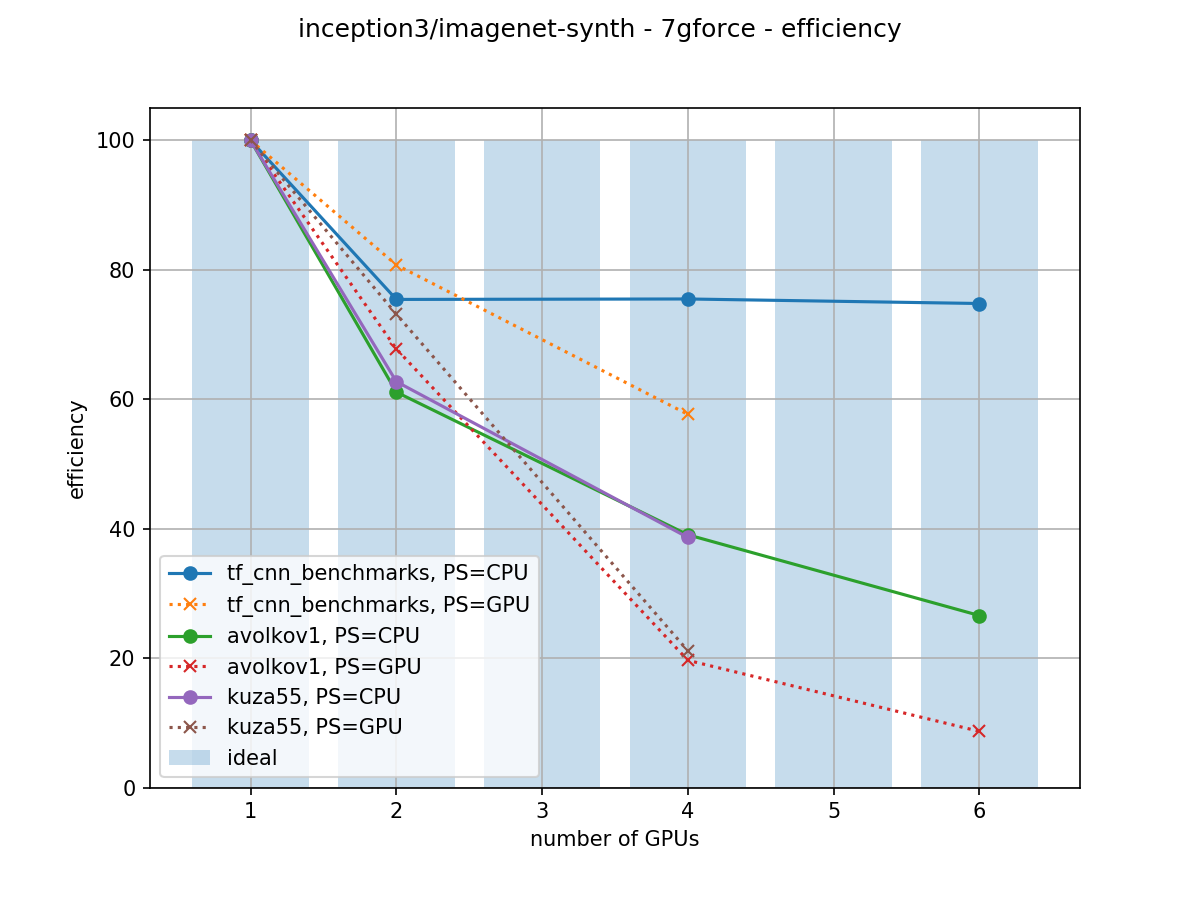 inception3/imagenet-synth - 7gforce - efficiency
100
80
60
40
20
0
efficiency
tf_cnn_benchmarks, PS=CPU
tf_cnn_benchmarks, PS=GPU
avolkov1, PS=CPU
avolkov1, PS=GPU
kuza55, PS=CPU
kuza55, PS=GPU
ideal
1 2 3 4 5 6
number of GPUs